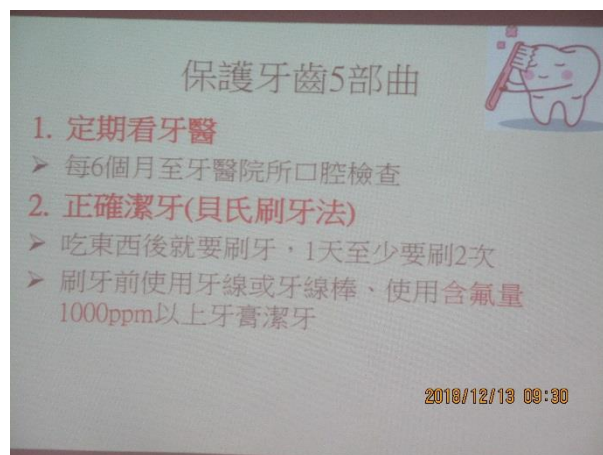 保護牙齒5部曲
1. 定期看牙醫
➤ 每6個月至牙醫院所口腔檢查
2. 正確潔牙(貝氏刷牙法)
➤ 吃東西後就要刷牙，1天至少要刷2次
➤ 刷牙前使用牙線或牙線棒、使用含氟量
1000ppm以上牙膏潔牙
2018/12/13 09:30